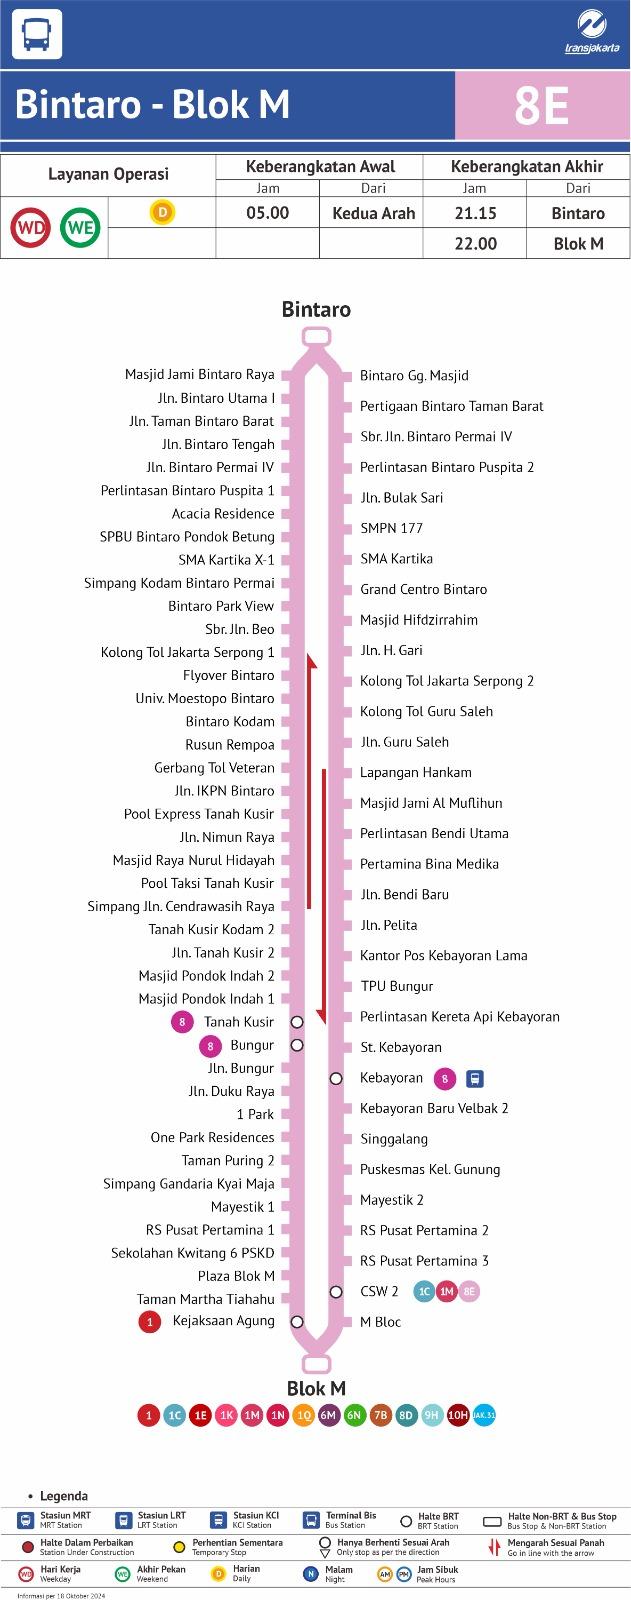 transjakarta
Bintaro - Blok M
8E
Layanan Operasi
Keberangkatan Awal
Keberangkatan Akhir
Jam
Dari
Jam
Dari
WD
WE
D
05.00
Kedua Arah
21.15
Bintaro
22.00
Blok M
Bintaro
Masjid Jami Bintaro Raya
Jln. Bintaro Utama I
Jln. Taman Bintaro Barat
Jln. Bintaro Tengah
Jln. Bintaro Permai IV
Perlintasan Bintaro Puspita 1
Acacia Residence
SPBU Bintaro Pondok Betung
SMA Kartika X-1
Simpang Kodam Bintaro Permai
Bintaro Park View
Sbr. Jln. Beo
Kolong Tol Jakarta Serpong 1
Flyover Bintaro
Univ. Moestopo Bintaro
Bintaro Kodam
Rusun Rempoa
Gerbang Tol Veteran
Jln. IKPN Bintaro
Pool Express Tanah Kusir
Jln. Nimun Raya
Masjid Raya Nurul Hidayah
Pool Taksi Tanah Kusir
Simpang Jln. Cendrawasih Raya
Tanah Kusir Kodam 2
Jln. Tanah Kusir 2
Masjid Pondok Indah 2
Masjid Pondok Indah 1
8 Tanah Kusir
8 Bungur
Jln. Bungur
Jln. Duku Raya
1 Park
One Park Residences
Taman Puring 2
Simpang Gandaria Kyai Maja
Mayestik 1
RS Pusat Pertamina 1
Sekolahan Kwitang 6 PSKD
Plaza Blok M
Taman Martha Tiahahu
1 Kejaksaan Agung
Bintaro Gg. Masjid
Pertigaan Bintaro Taman Barat
Sbr. Jln. Bintaro Permai IV
Perlintasan Bintaro Puspita 2
Jln. Bulak Sari
SMPN 177
SMA Kartika
Grand Centro Bintaro
Masjid Hifdzirrahim
Jln. H. Gari
Kolong Tol Jakarta Serpong 2
Kolong Tol Guru Saleh
Jln. Guru Saleh
Lapangan Hankam
Masjid Jami Al Muflihun
Perlintasan Bendi Utama
Pertamina Bina Medika
Jln. Bendi Baru
Jln. Pelita
Kantor Pos Kebayoran Lama
TPU Bungur
Perlintasan Kereta Api Kebayoran
St. Kebayoran
Kebayoran 8
Kebayoran Baru Velbak 2
Singgalang
Puskesmas Kel. Gunung
Mayestik 2
RS Pusat Pertamina 2
RS Pusat Pertamina 3
CSW 2 1C 1M 8E
M Bloc
Blok M
1 1C 1E 1K 1M 1N 1Q 6M 6N 7B 8D 9H 10H JAK.31
• Legenda
Stasiun MRT
MRT Station
Stasiun LRT
LRT Station
Stasiun KCI
KCI Station
Terminal Bis
Bus Station
Halte BRT
BRT Station
Halte Non-BRT & Bus Stop
Bus Stop & Non-BRT Station
Halte Dalam Perbaikan
Station Under Construction
Perhentian Sementara
Temporary Stop
Hanya Berhenti Sesuai Arah
Only stop as per the direction
Mengarah Sesuai Panah
Go in line with the arrow
WD
Hari Kerja
Weekday
WE
Akhir Pekan
Weekend
D
Harian
Daily
N
Malam
Night
AM PM
Jam Sibuk
Peak Hours
Informasi per 18 Oktober 2024